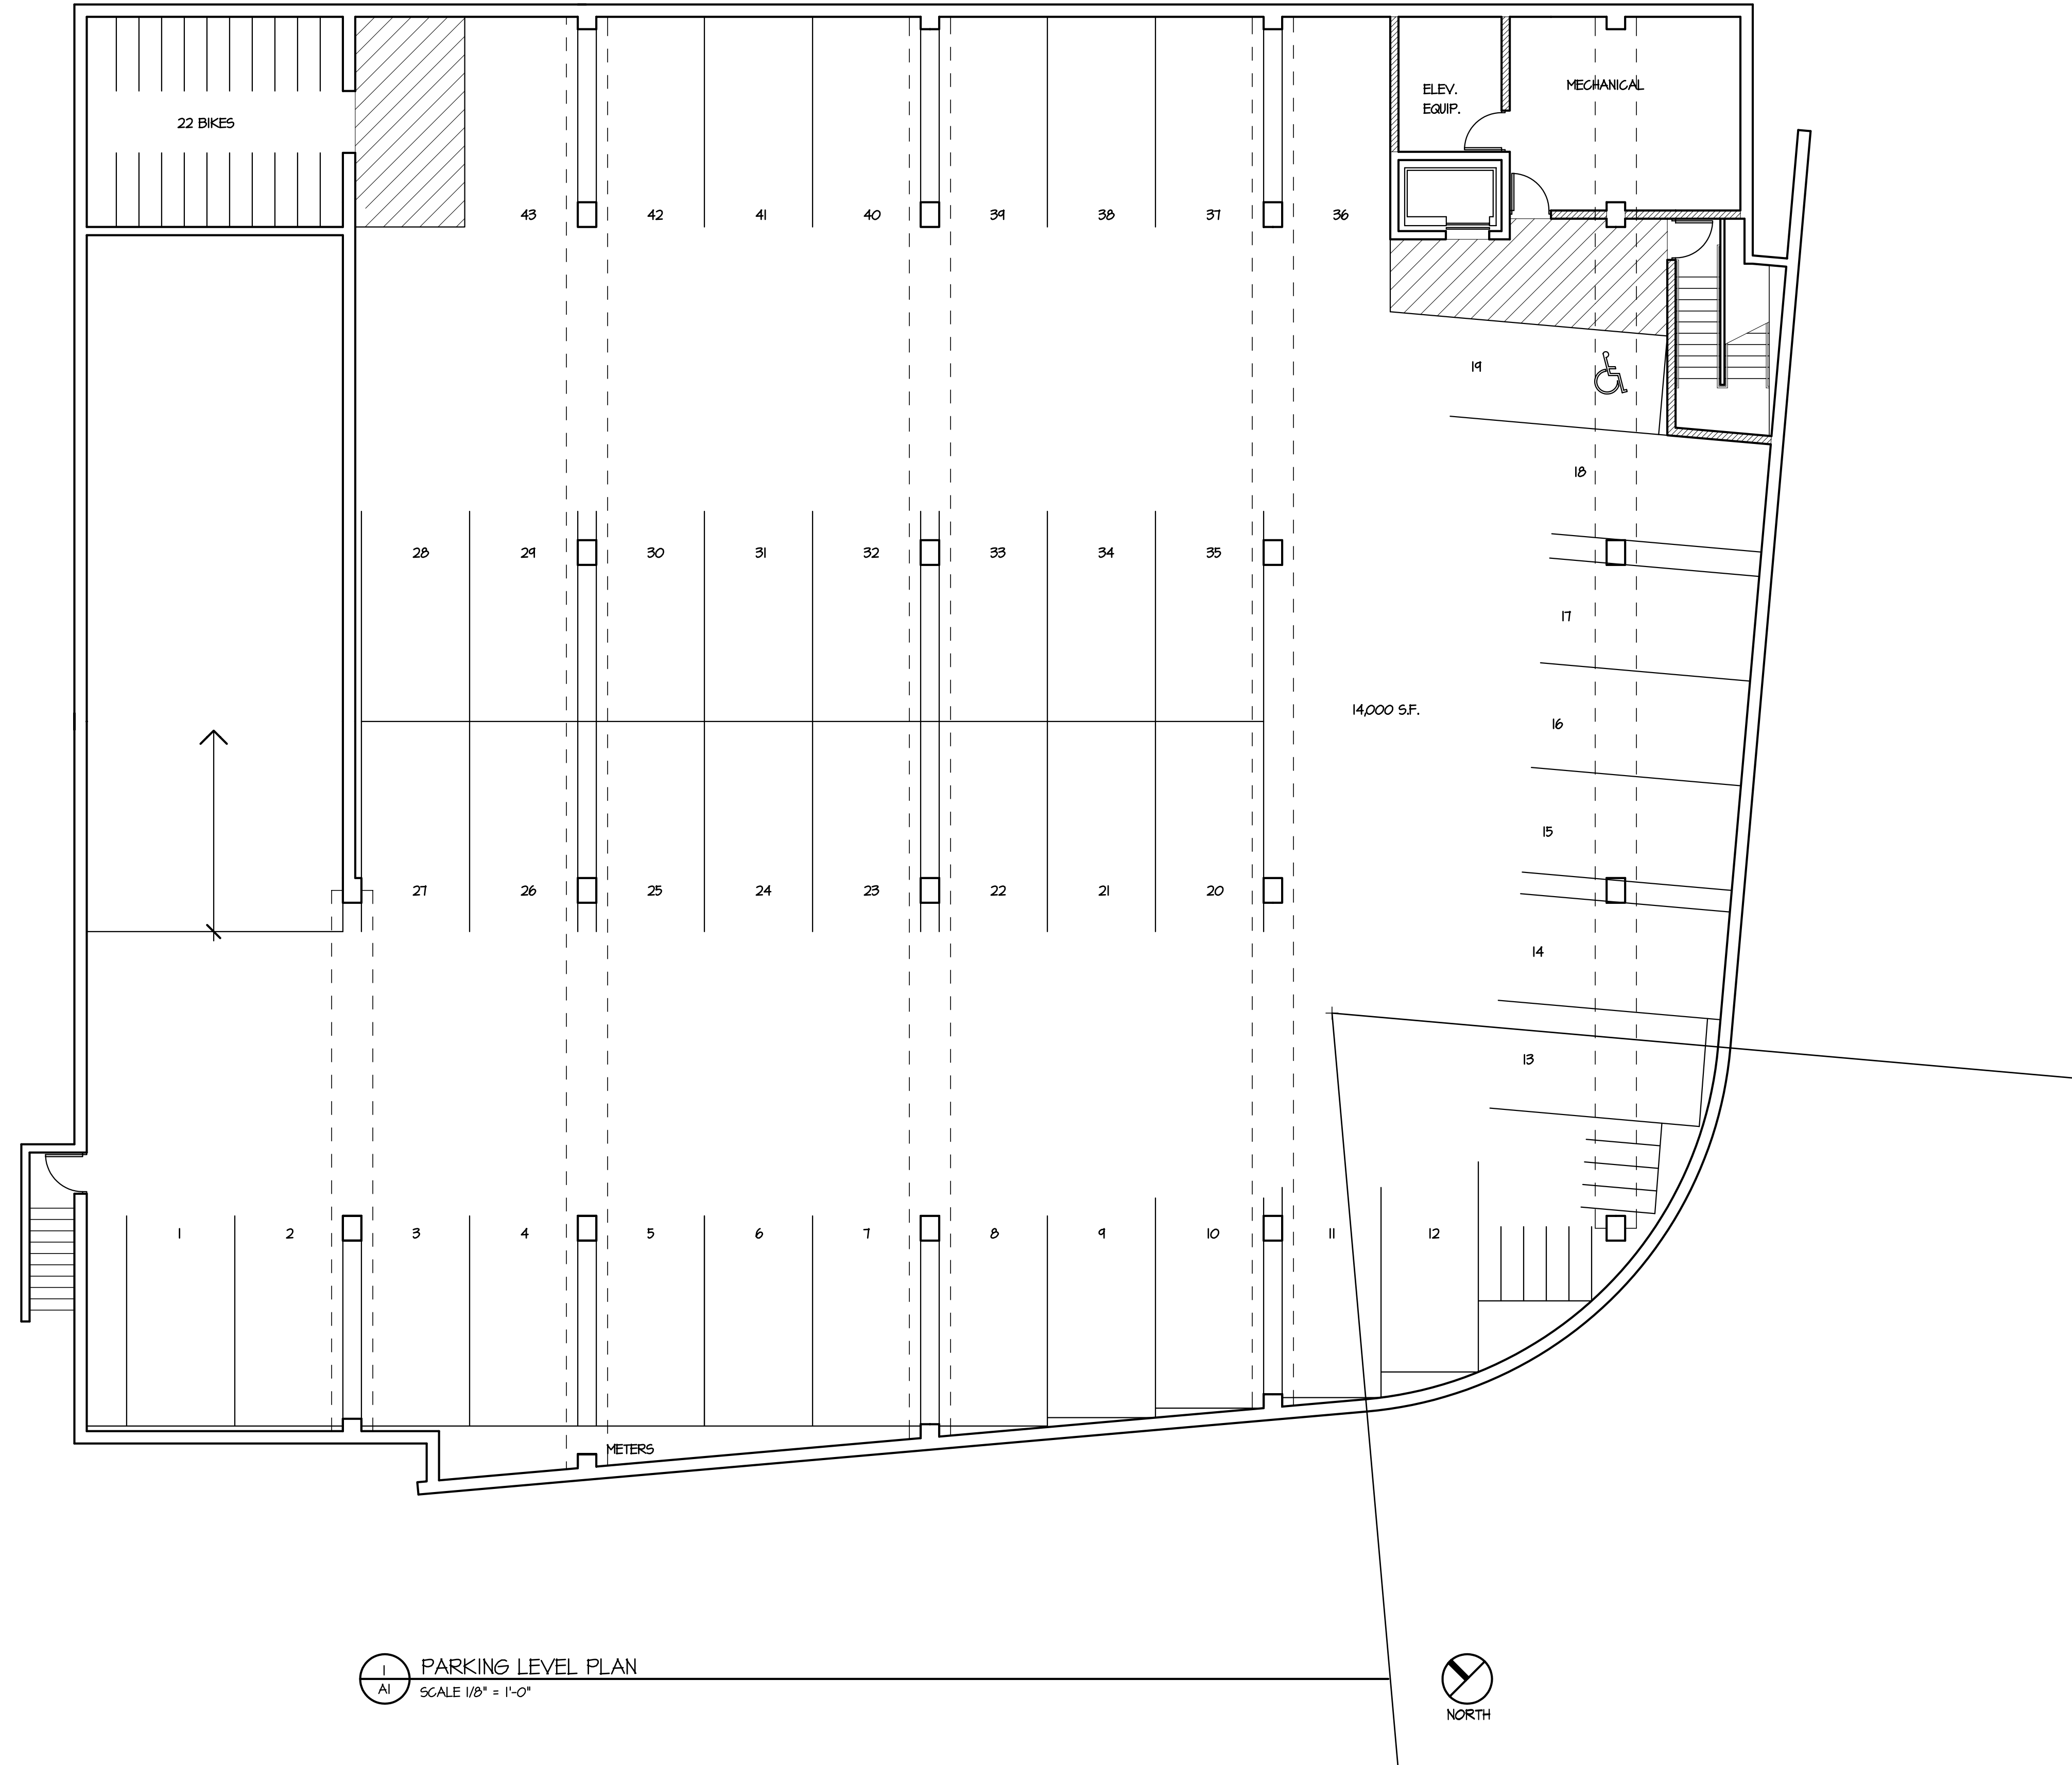 22 BIKES
ELEV.
EQUIP.
MECHANICAL
43 42 41 40 39 38 37 36
19
18
28 29 30 31 32 33 34 35
17
14,000 S.F.
16
15
27 26 25 24 23 22 21 20
14
13
1 2 3 4 5 6 7 8 9 10 11 12
METERS
1
A1
PARKING LEVEL PLAN
SCALE 1/8" = 1'-0"
NORTH